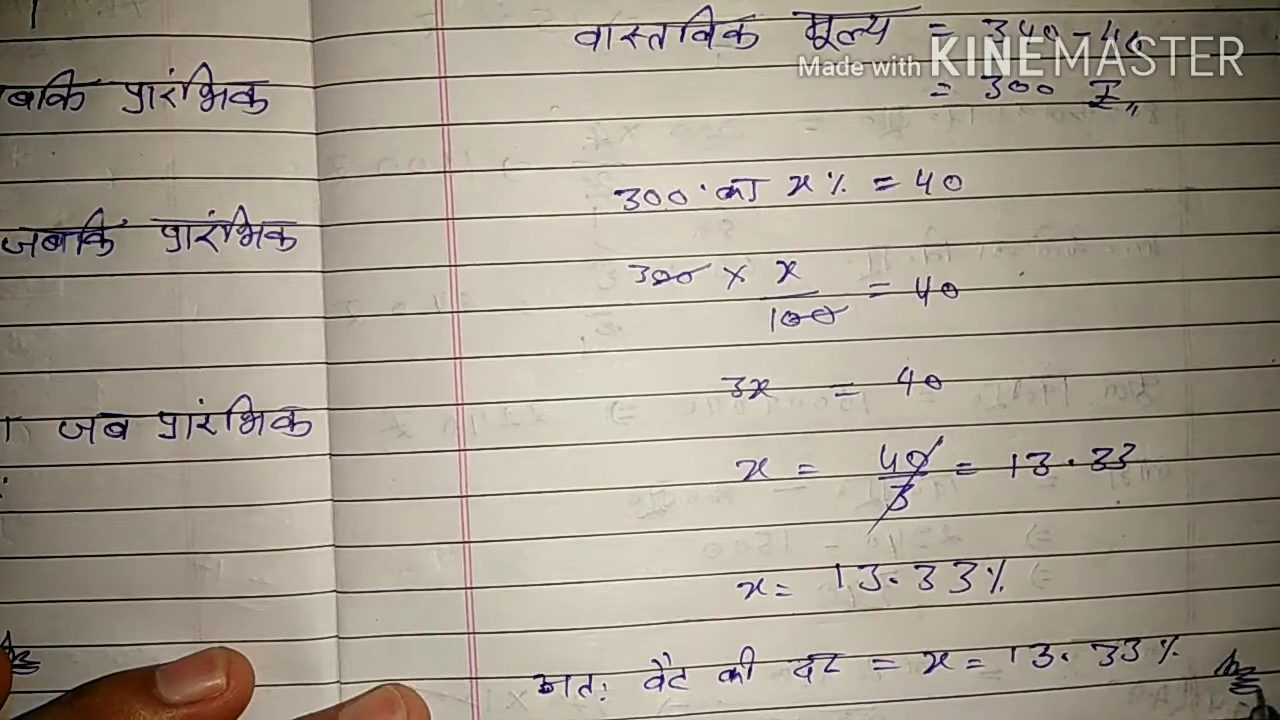 बकि प्रारंभिक
जबकि प्रारंभिक
जब प्रारंभिक
वास्तविक मूल्य = 340 - 40
Made with KINEMASTER
= 300 ₹
300 का x% = 40
300 × x/100 = 40
3x = 40
x = 40/3 = 13.33
x = 13.33%
अतः वैट की दर = x = 13.33%